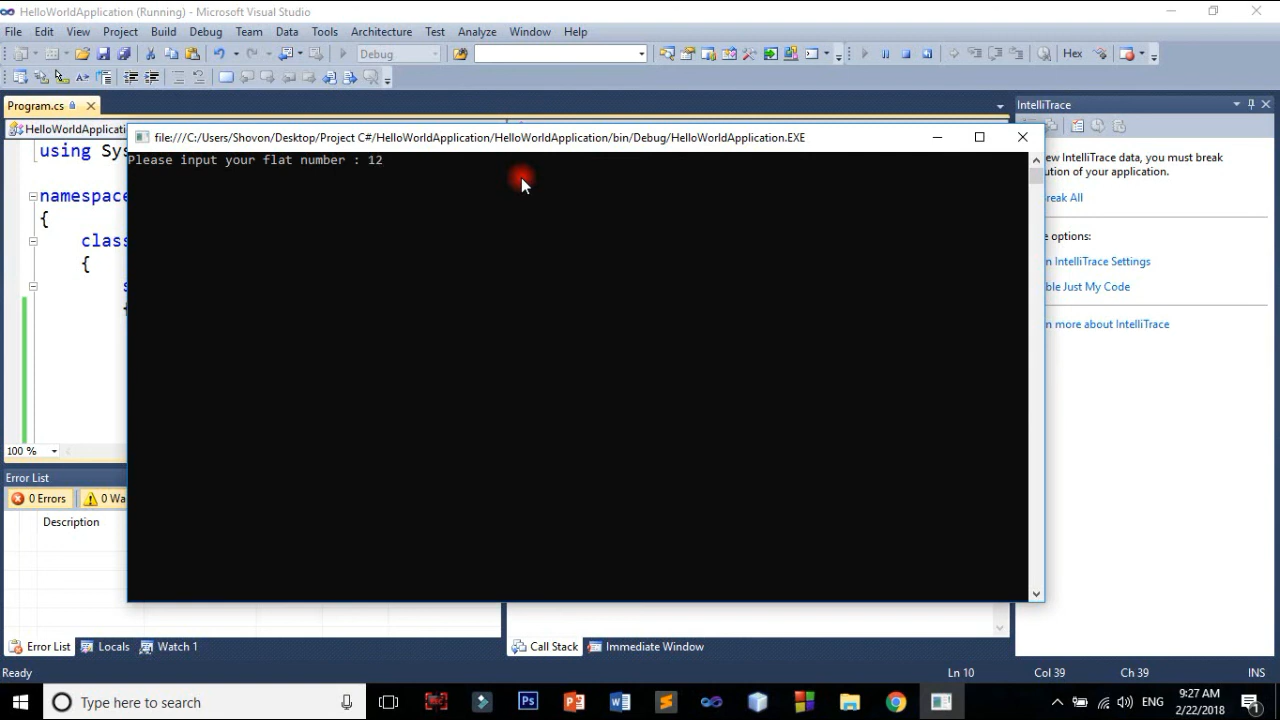 HelloWorldApplication (Running) - Microsoft Visual Studio
File Edit View Project Build Debug Team Data Tools Architecture Test Analyze Window Help
Debug
Hex
Program.cs
IntelliTrace
HelloWorldApplicati
file:///C:/Users/Shovon/Desktop/Project C#/HelloWorldApplication/HelloWorldApplication/bin/Debug/HelloWorldApplication.EXE
using Sys
Please input your flat number : 12
ew IntelliTrace data, you must break
ution of your application.
namespace
reak All
{
class
e options:
{
n IntelliTrace Settings
ble Just My Code
n more about IntelliTrace
100 %
Error List
0 Errors
0 Wa
Description
Error List Locals Watch 1
Call Stack Immediate Window
Ready
Ln 10 Col 39 Ch 39 INS
Type here to search
Ps
ENG
9:27 AM
2/22/2018
1